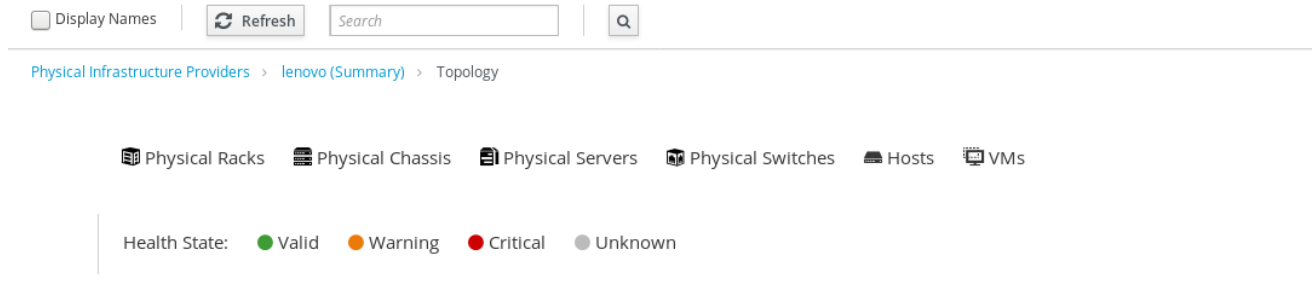 Display Names Refresh Search
Physical Infrastructure Providers > lenovo (Summary) > Topology
Physical Racks Physical Chassis Physical Servers Physical Switches Hosts VMs
Health State: Valid Warning Critical Unknown